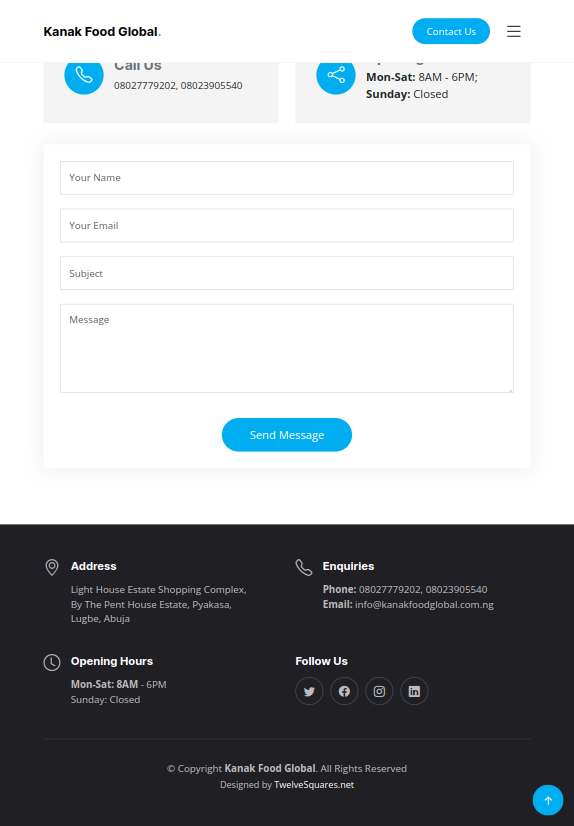 Kanak Food Global.
Contact Us
Call Us
08027779202, 08023905540
Mon-Sat: 8AM - 6PM;
Sunday: Closed
Your Name
Your Email
Subject
Message
Send Message
Address
Light House Estate Shopping Complex,
By The Pent House Estate, Pyakasa,
Lugbe, Abuja
Enquiries
Phone: 08027779202, 08023905540
Email: info@kanakfoodglobal.com.ng
Opening Hours
Mon-Sat: 8AM - 6PM
Sunday: Closed
Follow Us
© Copyright Kanak Food Global. All Rights Reserved
Designed by TwelveSquares.net